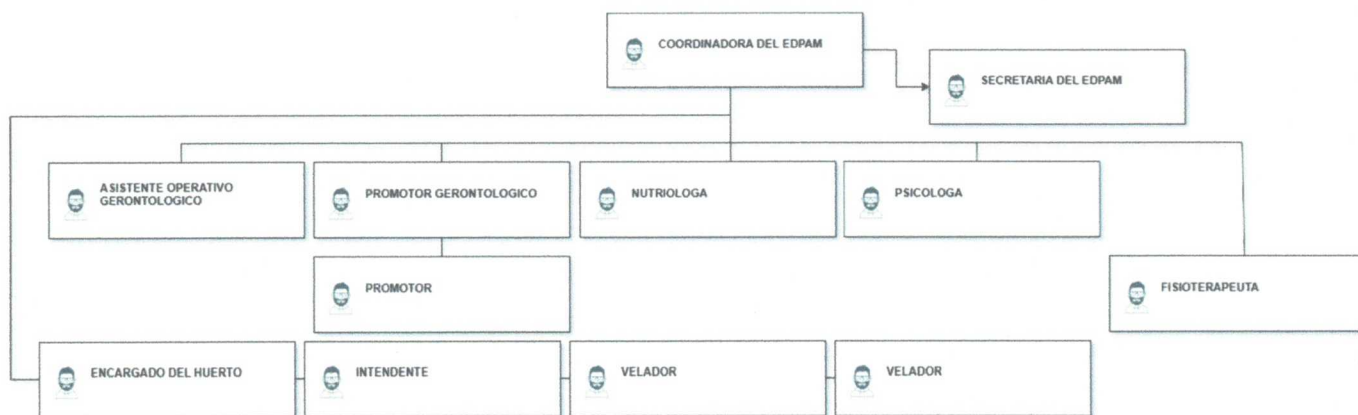 COORDINADORA DEL EDPAM
SECRETARIA DEL EDPAM
ASISTENTE OPERATIVO
GERONTOLOGICO
PROMOTOR GERONTOLOGICO
NUTRIOLOGA
PSICOLOGA
PROMOTOR
FISIOTERAPEUTA
ENCARGADO DEL HUERTO
INTENDENTE
VELADOR
VELADOR